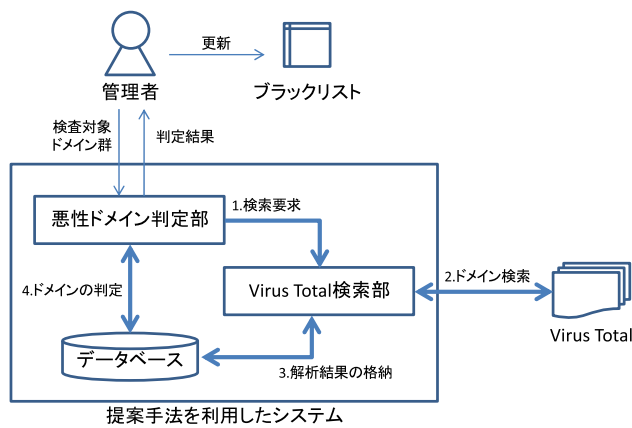 更新
管理者
ブラックリスト
検査対象
ドメイン群
判定結果
悪性ドメイン判定部
1.検索要求
4.ドメインの判定
Virus Total検索部
2.ドメイン検索
Virus Total
データベース
3.解析結果の格納
提案手法を利用したシステム